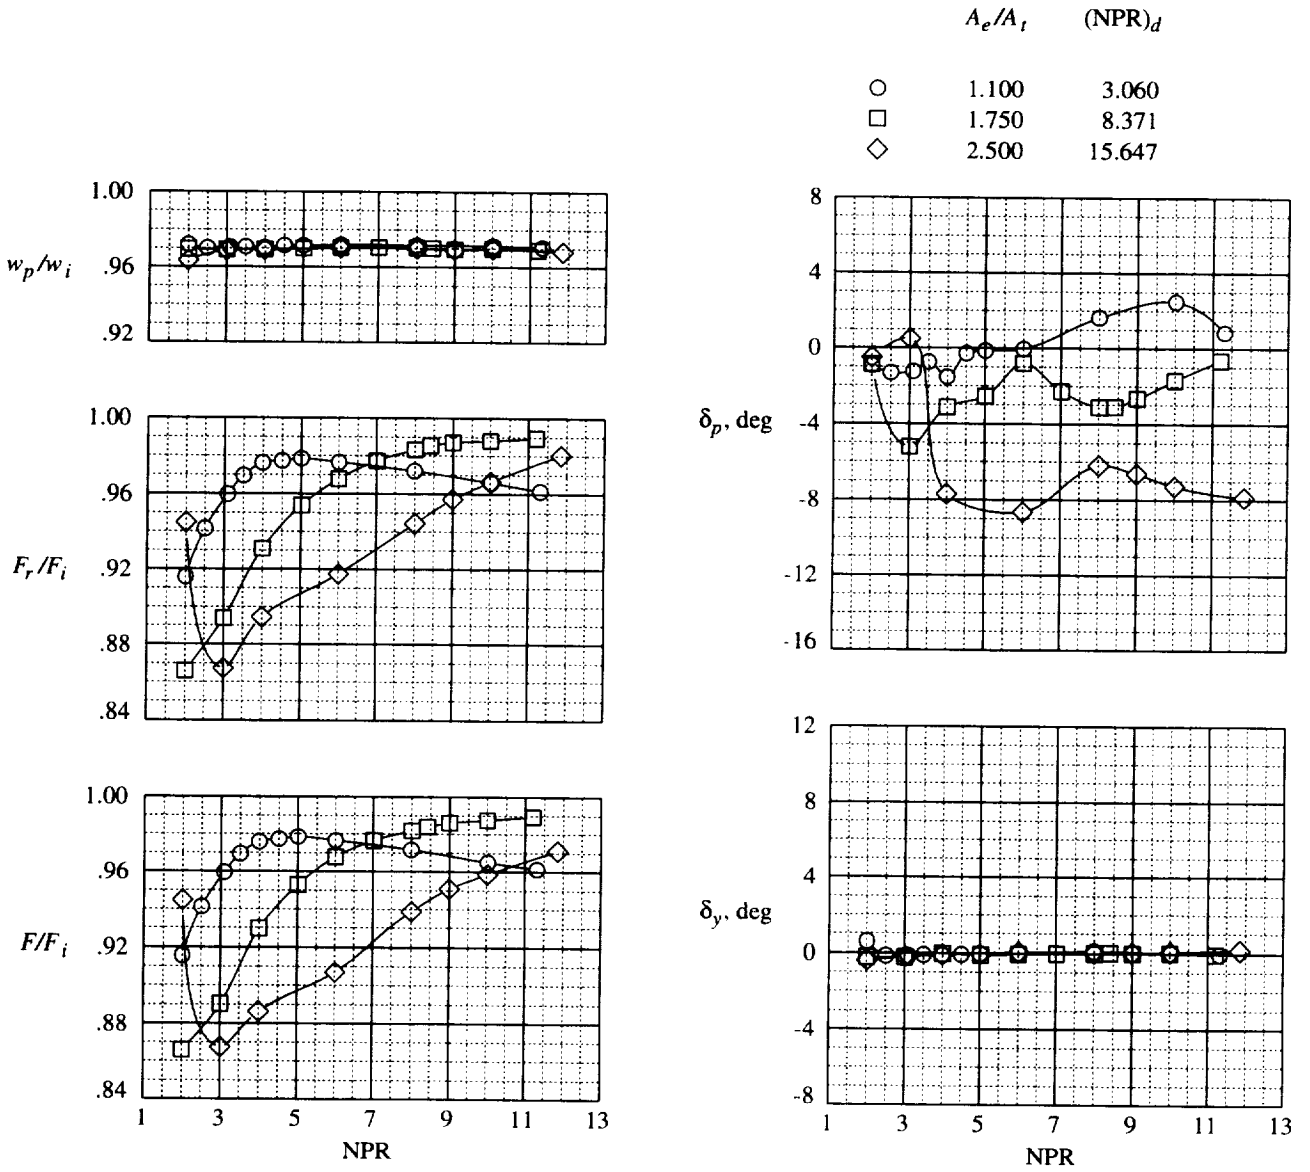 A_e/A_t (NPR)_d
○ 1.100 3.060
□ 1.750 8.371
◇ 2.500 15.647
1.00
.96
.92
w_p/w_i
1.00
.96
.92
.88
.84
F_r/F_i
1.00
.96
.92
.88
.84
F/F_i
1 3 5 7 9 11 13
NPR
8
4
0
-4
-8
-12
-16
δ_p, deg
12
8
4
0
-4
-8
δ_y, deg
1 3 5 7 9 11 13
NPR